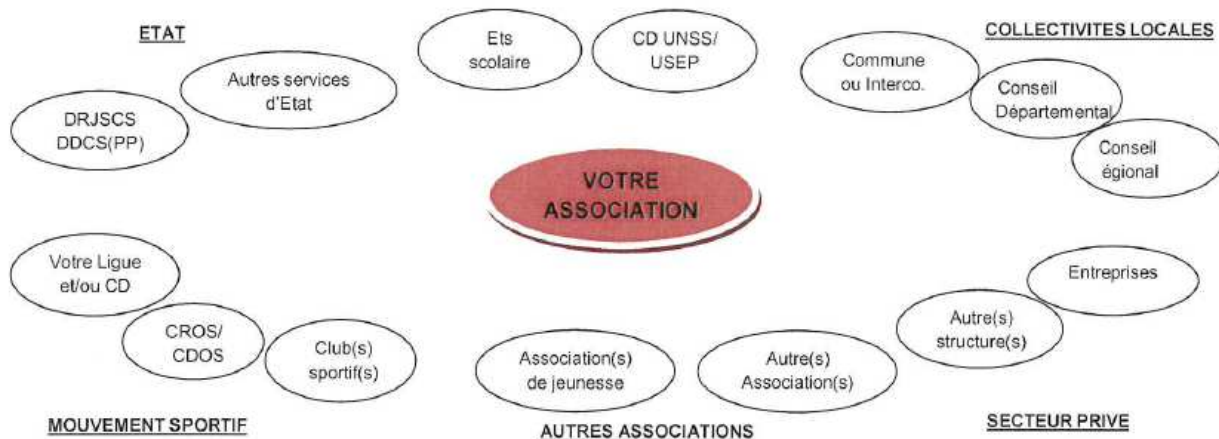 ETAT
Autres services
d'Etat
DRJSCS
DDCS(PP)
Ets
scolaire
CD UNSS/
USEP
COLLECTIVITES LOCALES
Commune
ou Interco.
Conseil
Départemental
Conseil
égional
VOTRE
ASSOCIATION
Votre Ligue
et/ou CD
CROS/
CDOS
Club(s)
sportif(s)
MOUVEMENT SPORTIF
Association(s)
de jeunesse
Autre(s)
Association(s)
AUTRES ASSOCIATIONS
Entreprises
Autre(s)
structure(s)
SECTEUR PRIVE